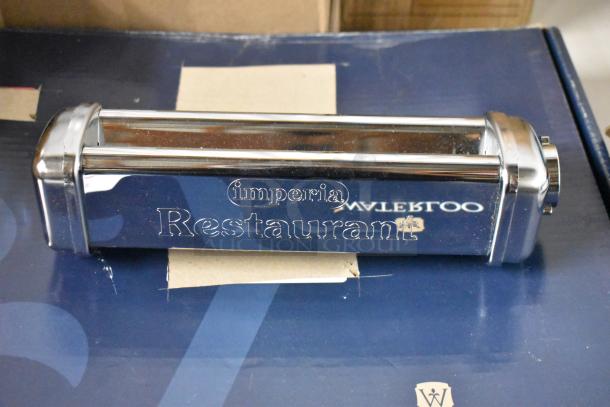 imperia
WATERLOO
Restaurant
W